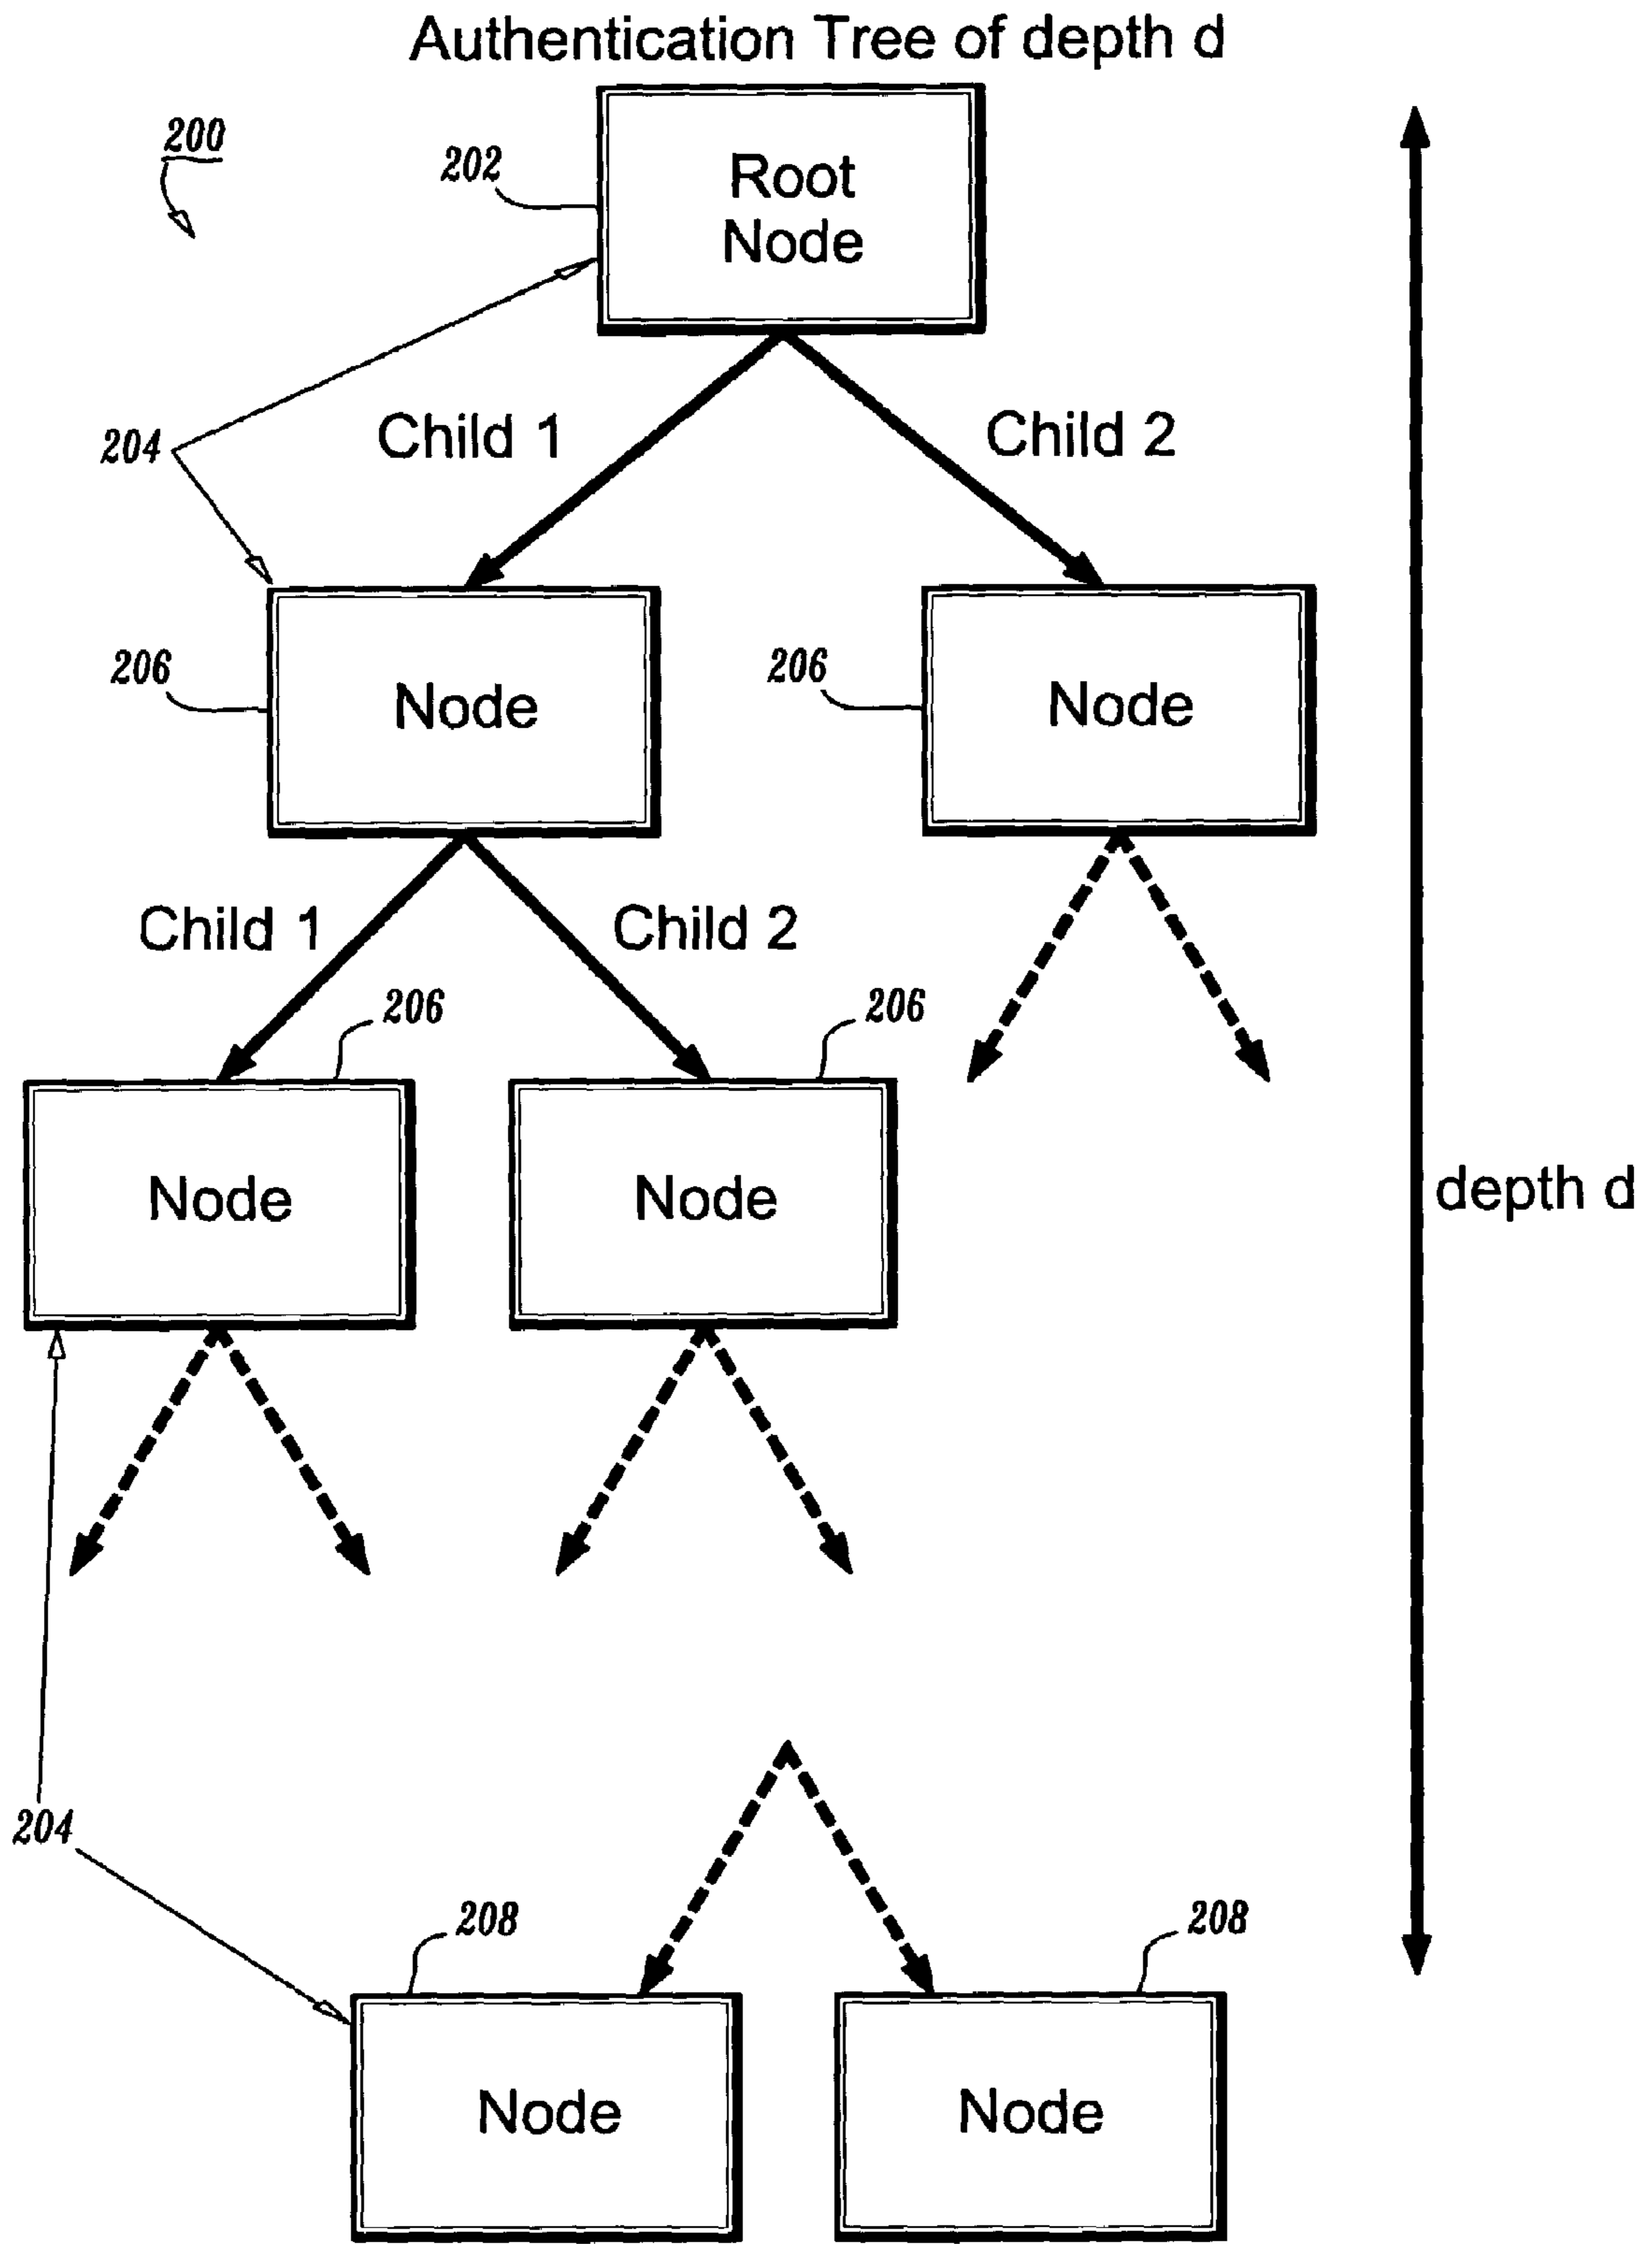 Authentication Tree of depth d
200
202
Root
Node
204
Child 1
Child 2
206
Node
206
Node
Child 1
Child 2
206
206
Node
Node
depth d
204
208
208
Node
Node